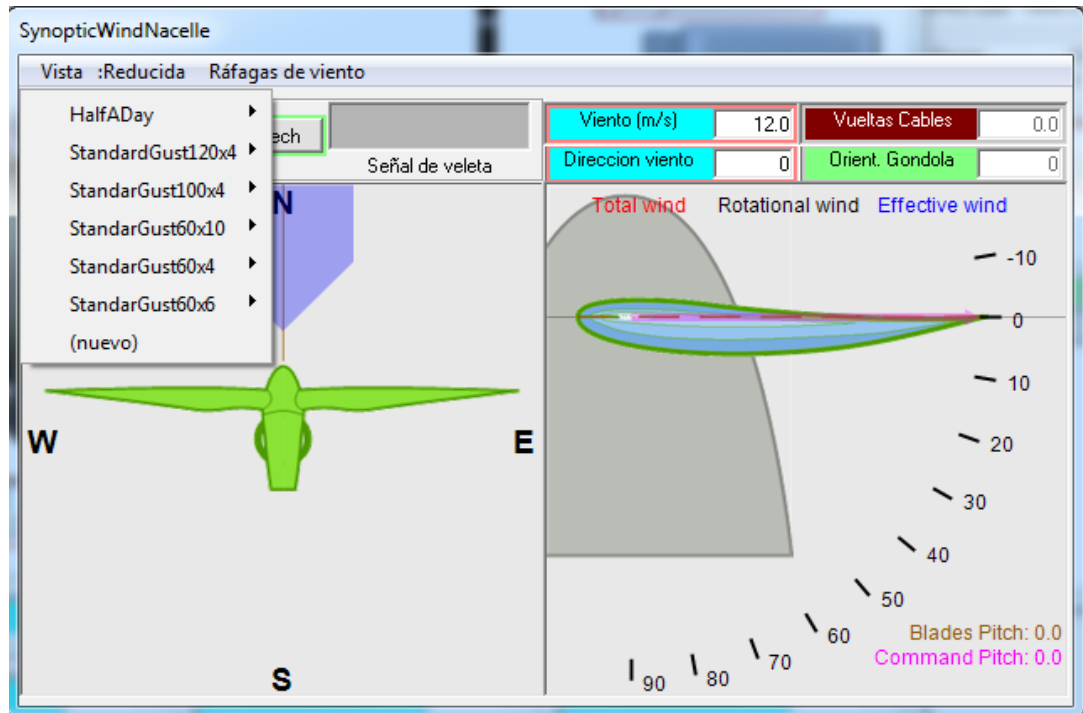 SynopticWindNacelle
Vista :Reducida Ráfagas de viento
HalfADay
StandardGust120x4
StandarGust100x4
StandarGust60x10
StandarGust60x4
StandarGust60x6
(nuevo)
ech
Señal de veleta
Viento (m/s) 12.0 Vueltas Cables 0.0
Direccion viento 0 Orient. Gondola 0
N
W
E
S
Total wind Rotational wind Effective wind
-10
0
10
20
30
40
50
60
70
80
90
Blades Pitch: 0.0
Command Pitch: 0.0